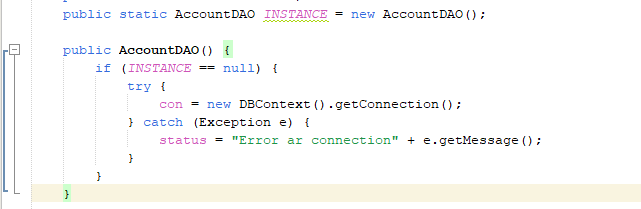 public static AccountDAO INSTANCE = new AccountDAO();
public AccountDAO() {
if (INSTANCE == null) {
try {
con = new DBContext().getConnection();
} catch (Exception e) {
status = "Error ar connection" + e.getMessage();
}
}
}